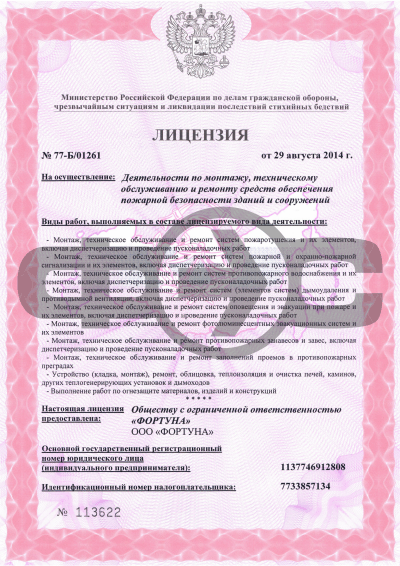 Министерство Российской Федерации по делам гражданской обороны,
чрезвычайным ситуациям и ликвидации последствий стихийных бедствий
ЛИЦЕНЗИЯ
№ 77-Б/01261 от 29 августа 2014 г.
На осуществление: Деятельности по монтажу, техническому
обслуживанию и ремонту средств обеспечения
пожарной безопасности зданий и сооружений
Виды работ, выполняемых в составе лицензируемого вида деятельности:
- Монтаж, техническое обслуживание и ремонт систем пожаротушения и их элементов,
включая диспетчеризацию и проведение пусконаладочных работ
- Монтаж, техническое обслуживание и ремонт систем пожарной и охранно-пожарной
сигнализации и их элементов, включая диспетчеризацию и проведение пусконаладочных работ
- Монтаж, техническое обслуживание и ремонт систем противопожарного водоснабжения и их
элементов, включая диспетчеризацию и проведение пусконаладочных работ
- Монтаж, техническое обслуживание и ремонт систем (элементов систем) дымоудаления и
противодымной вентиляции, включая диспетчеризацию и проведение пусконаладочных работ
- Монтаж, техническое обслуживание и ремонт систем оповещения и эвакуации при пожаре и
их элементов, включая диспетчеризацию и проведение пусконаладочных работ
- Монтаж, техническое обслуживание и ремонт фотолюминесцентных эвакуационных систем и
их элементов
- Монтаж, техническое обслуживание и ремонт противопожарных занавесов и завес, включая
диспетчеризацию и проведение пусконаладочных работ
- Монтаж, техническое обслуживание и ремонт заполнений проемов в противопожарных
преградах
- Устройство (кладка, монтаж), ремонт, облицовка, теплоизоляция и очистка печей, каминов,
других теплогенерирующих установок и дымоходов
- Выполнение работ по огнезащите материалов, изделий и конструкций
* * * * *
Настоящая лицензия Обществу с ограниченной ответственностью
предоставлена: «ФОРТУНА»
ООО «ФОРТУНА»
Основной государственный регистрационный
номер юридического лица
(индивидуального предпринимателя): 1137746912808
Идентификационный номер налогоплательщика: 7733857134
№ 113622